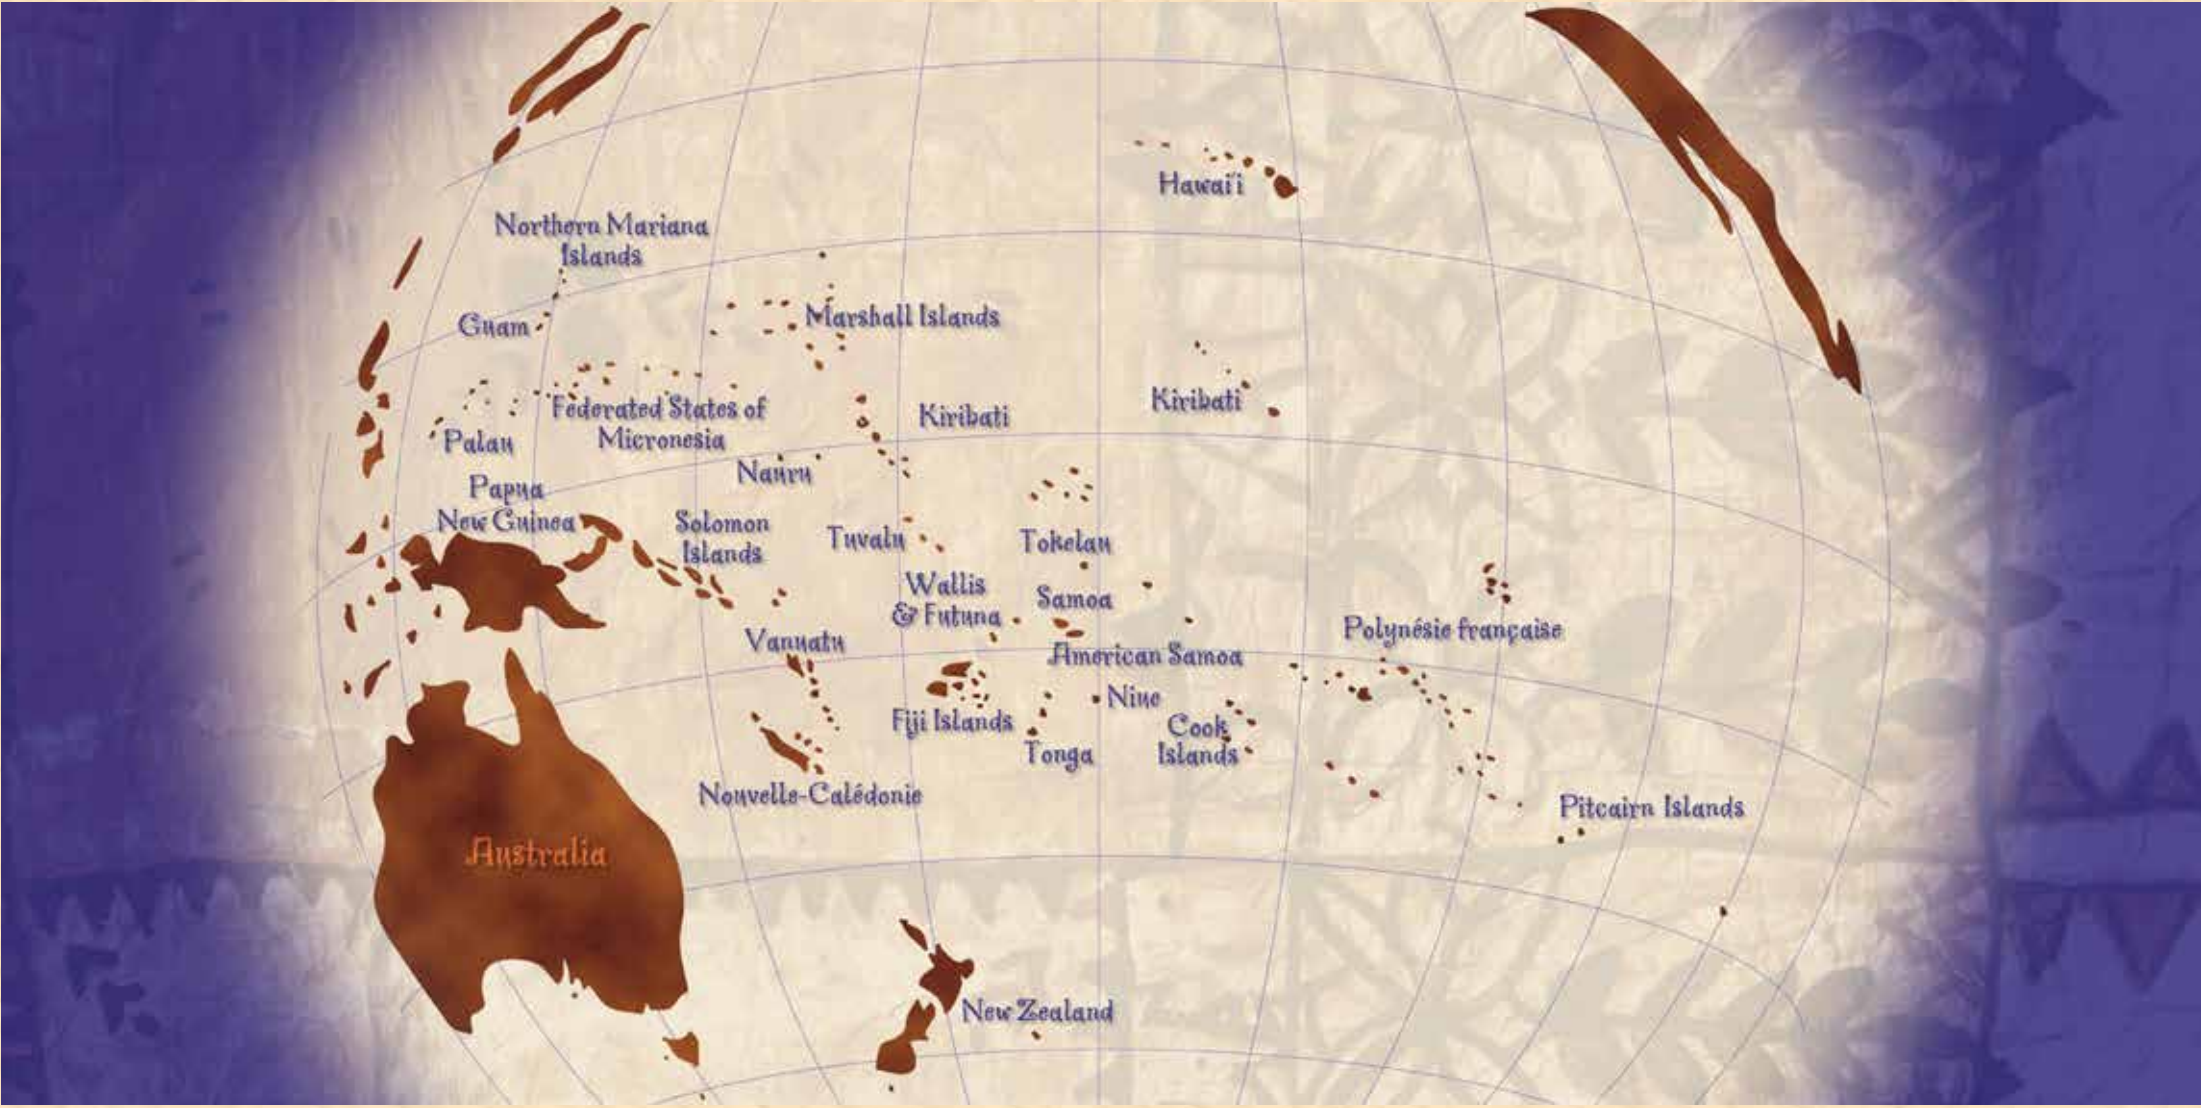 Hawai'i
Northern Mariana
Islands
Guam
Marshall Islands
Kiribati
Federated States of
Micronesia
Kiribati
Palau
Nauru
Papua
New Guinea
Solomon
Islands
Tuvalu
Tokelau
Wallis
& Futuna
Samoa
Vanuatu
Polynésie française
American Samoa
Niue
Fiji Islands
Cook
Islands
Tonga
Nouvelle-Calédonie
Pitcairn Islands
Australia
New Zealand